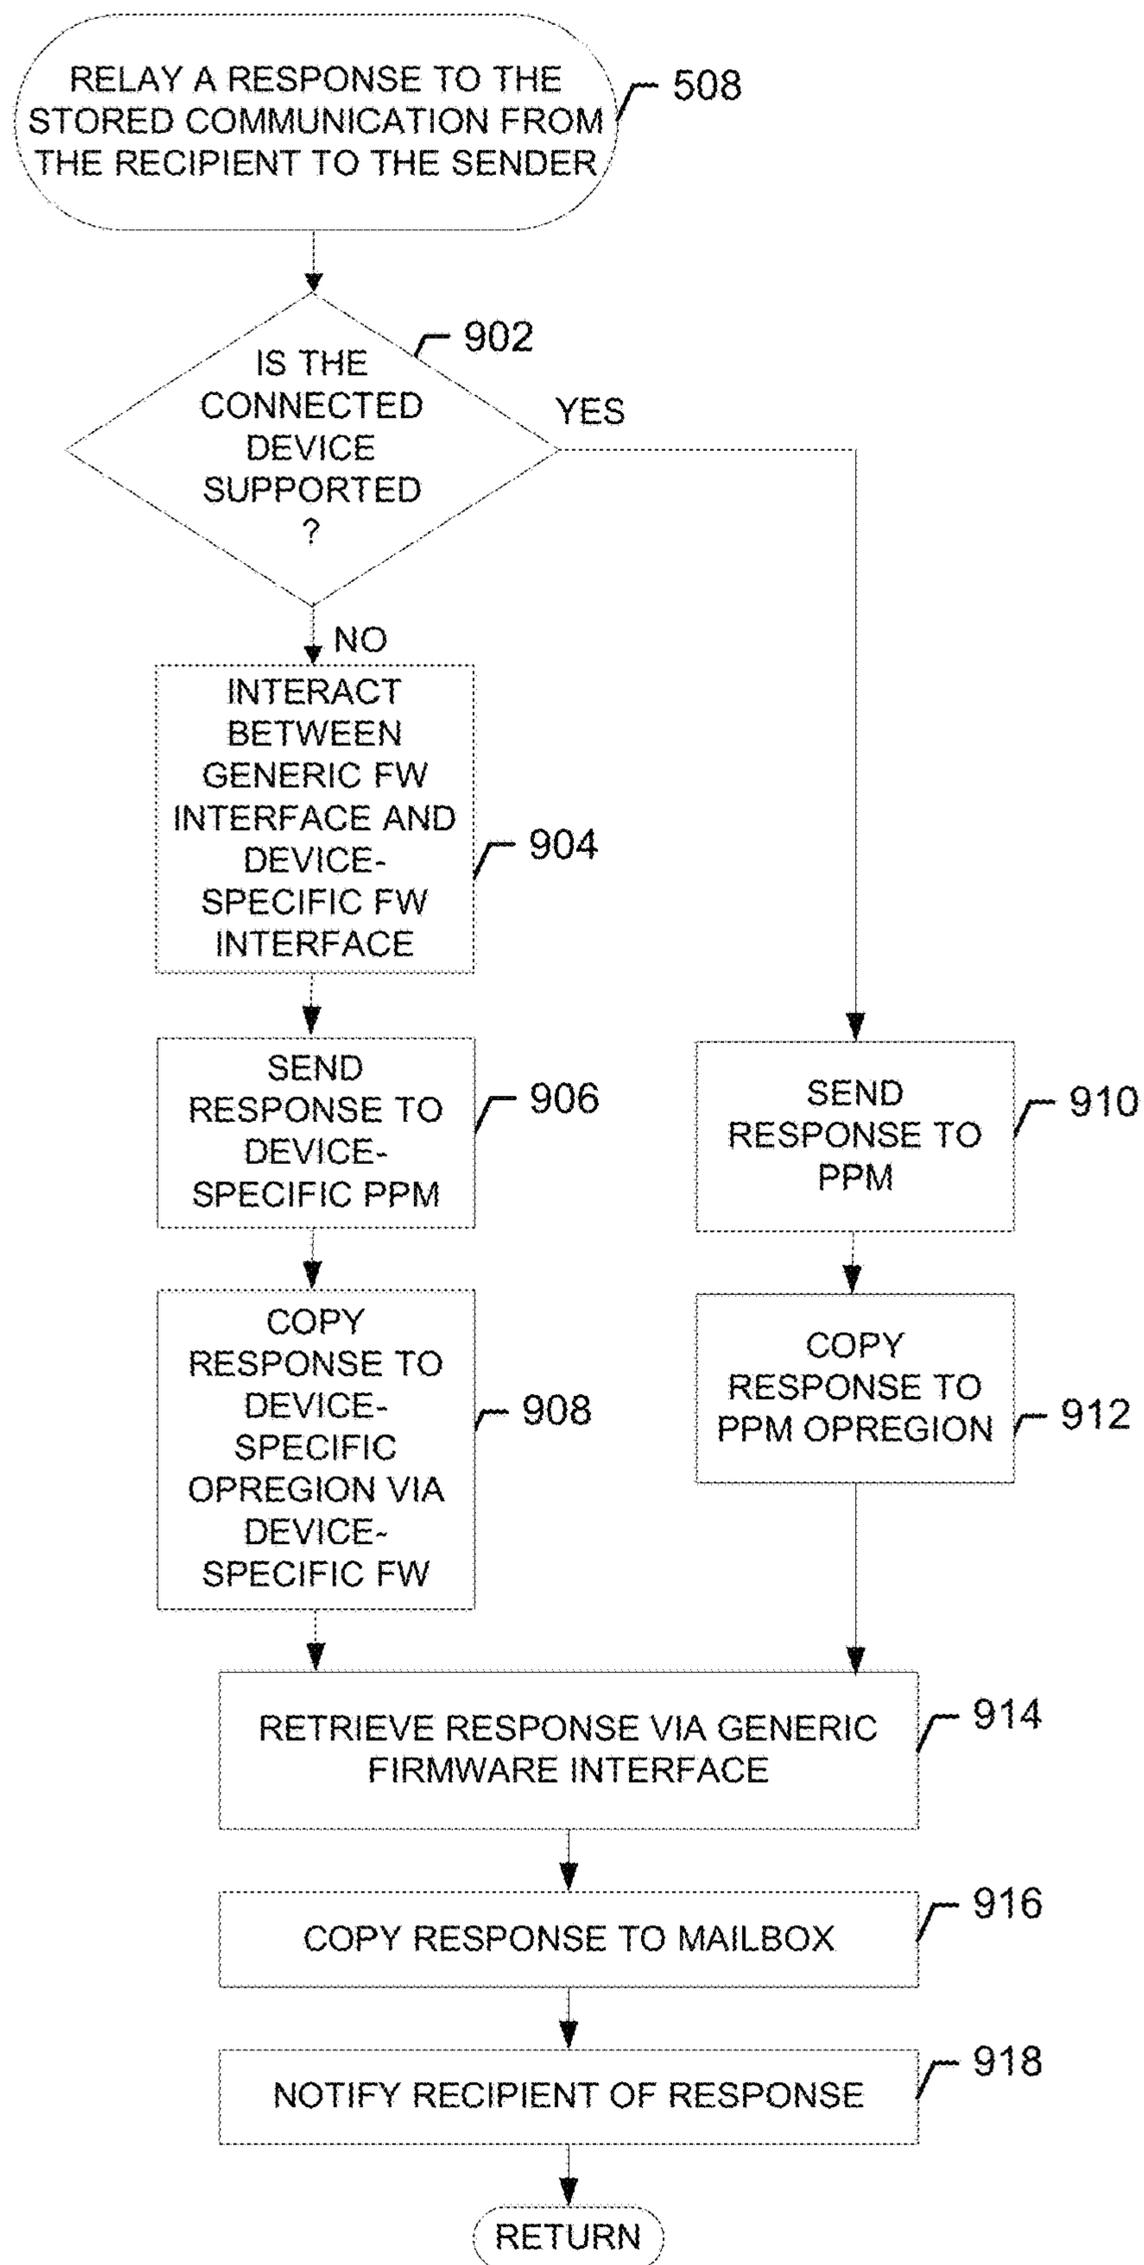 RELAY A RESPONSE TO THE
STORED COMMUNICATION FROM
THE RECIPIENT TO THE SENDER
508
IS THE
CONNECTED
DEVICE
SUPPORTED
?
902
YES
NO
INTERACT
BETWEEN
GENERIC FW
INTERFACE AND
DEVICE-
SPECIFIC FW
INTERFACE
904
SEND
RESPONSE TO
DEVICE-
SPECIFIC PPM
906
SEND
RESPONSE TO
PPM
910
COPY
RESPONSE TO
DEVICE-
SPECIFIC
OPREGION VIA
DEVICE-
SPECIFIC FW
908
COPY
RESPONSE TO
PPM OPREGION
912
RETRIEVE RESPONSE VIA GENERIC
FIRMWARE INTERFACE
914
COPY RESPONSE TO MAILBOX
916
NOTIFY RECIPIENT OF RESPONSE
918
RETURN